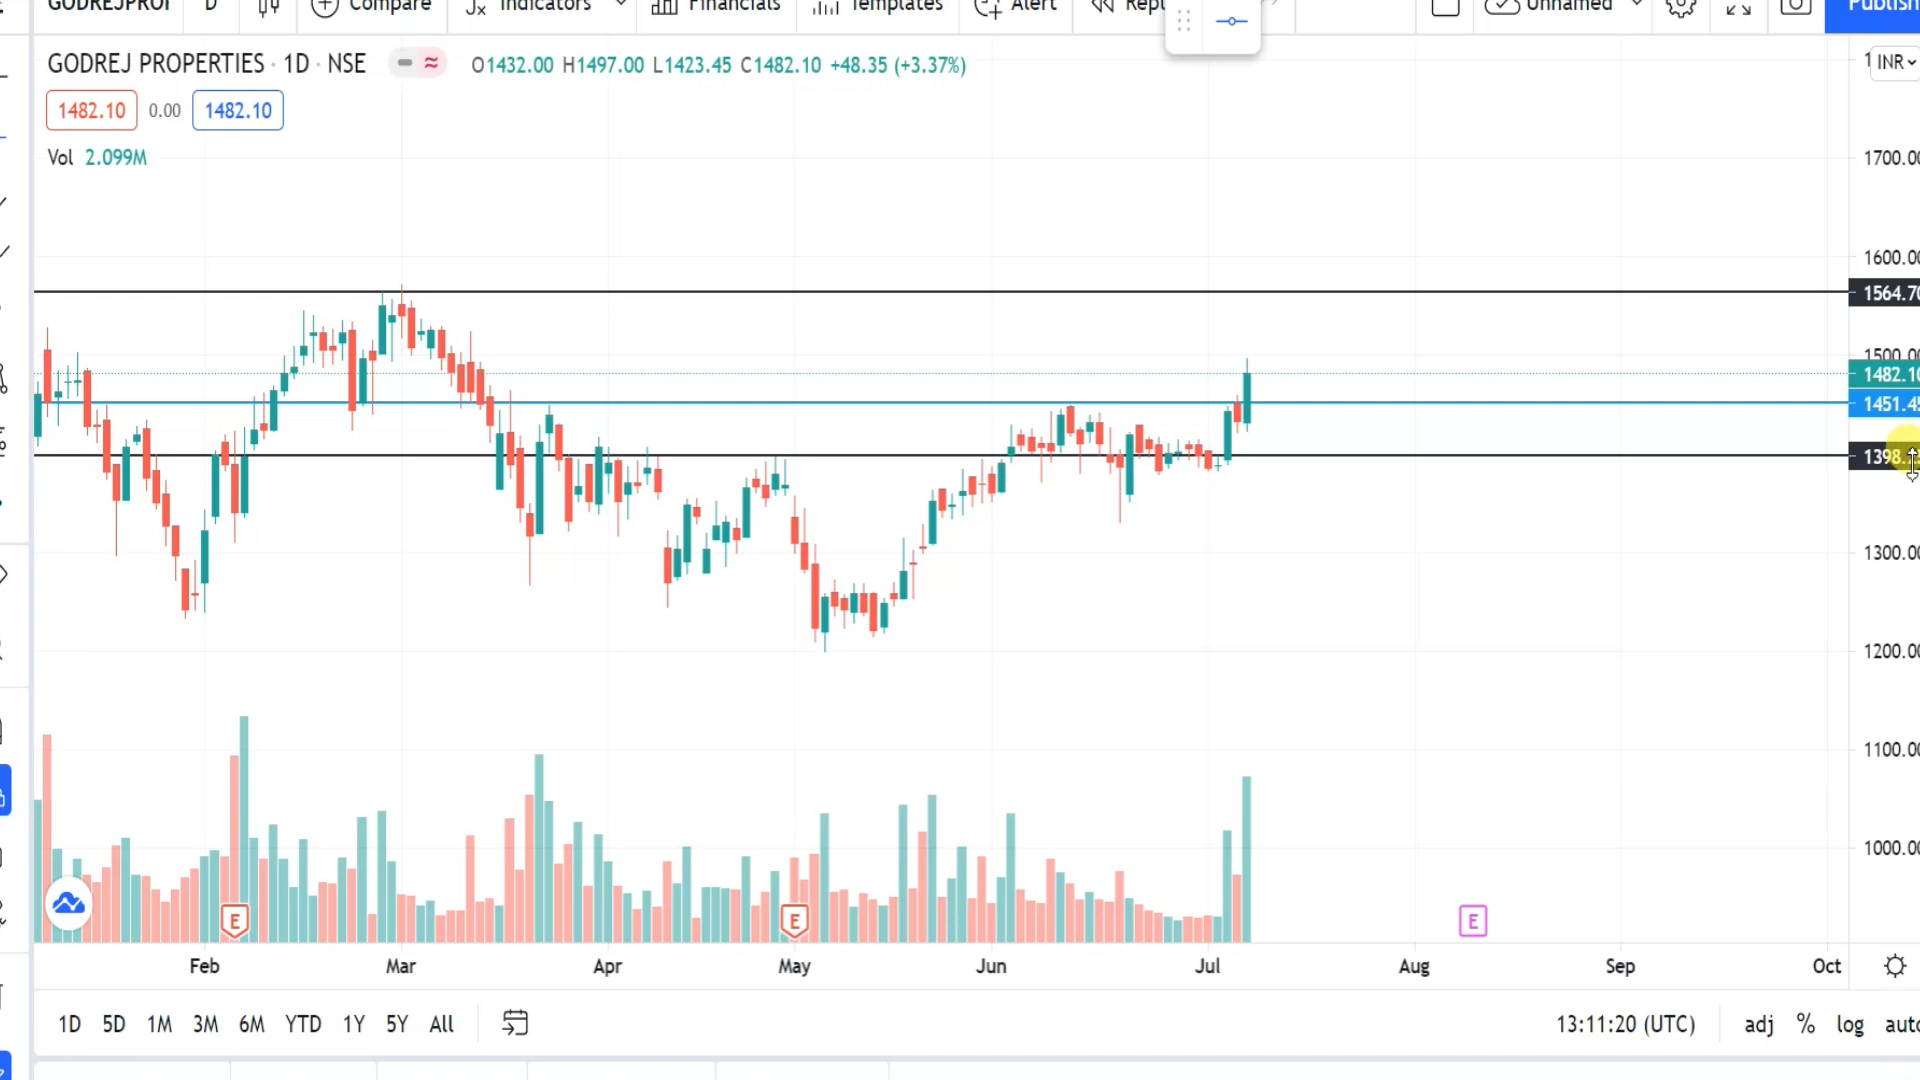 D Compare Indicators Financials Templates Alert Unnamed
GODREJ PROPERTIES · 1D · NSE O1432.00 H1497.00 L1423.45 C1482.10 +48.35 (+3.37%)
INR
1482.10 0.00 1482.10
Vol 2.099M
1700.00
1600.00
1564.70
1500.00
1482.10
1451.45
1398.
1300.00
1200.00
1100.00
1000.00
E E E
Feb Mar Apr May Jun Jul Aug Sep Oct
1D 5D 1M 3M 6M YTD 1Y 5Y All 13:11:20 (UTC) adj % log auto